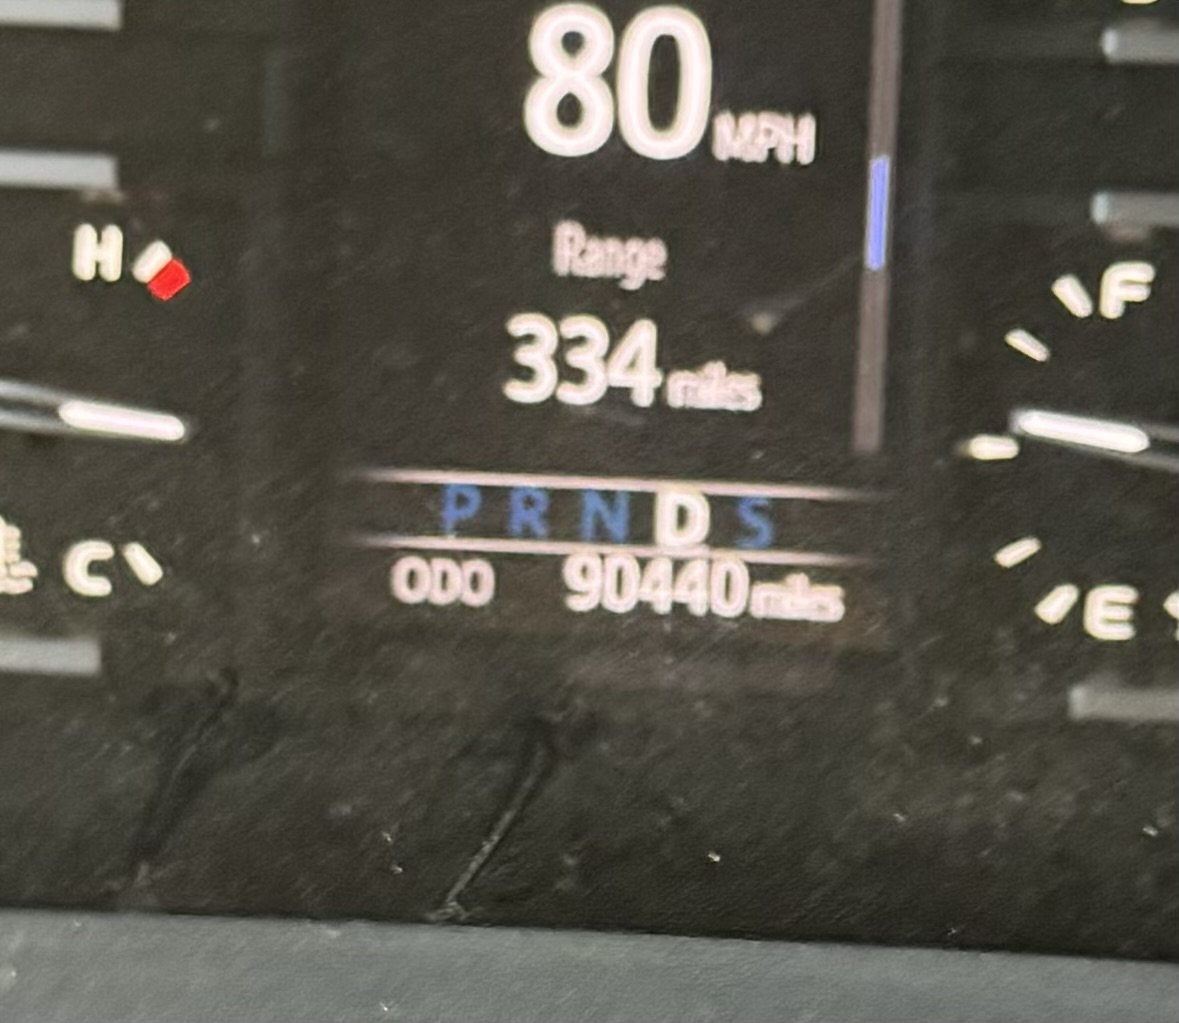 80 MPH
H
Range
F
334 miles
P R N D S
C
ODO 90440 miles
E